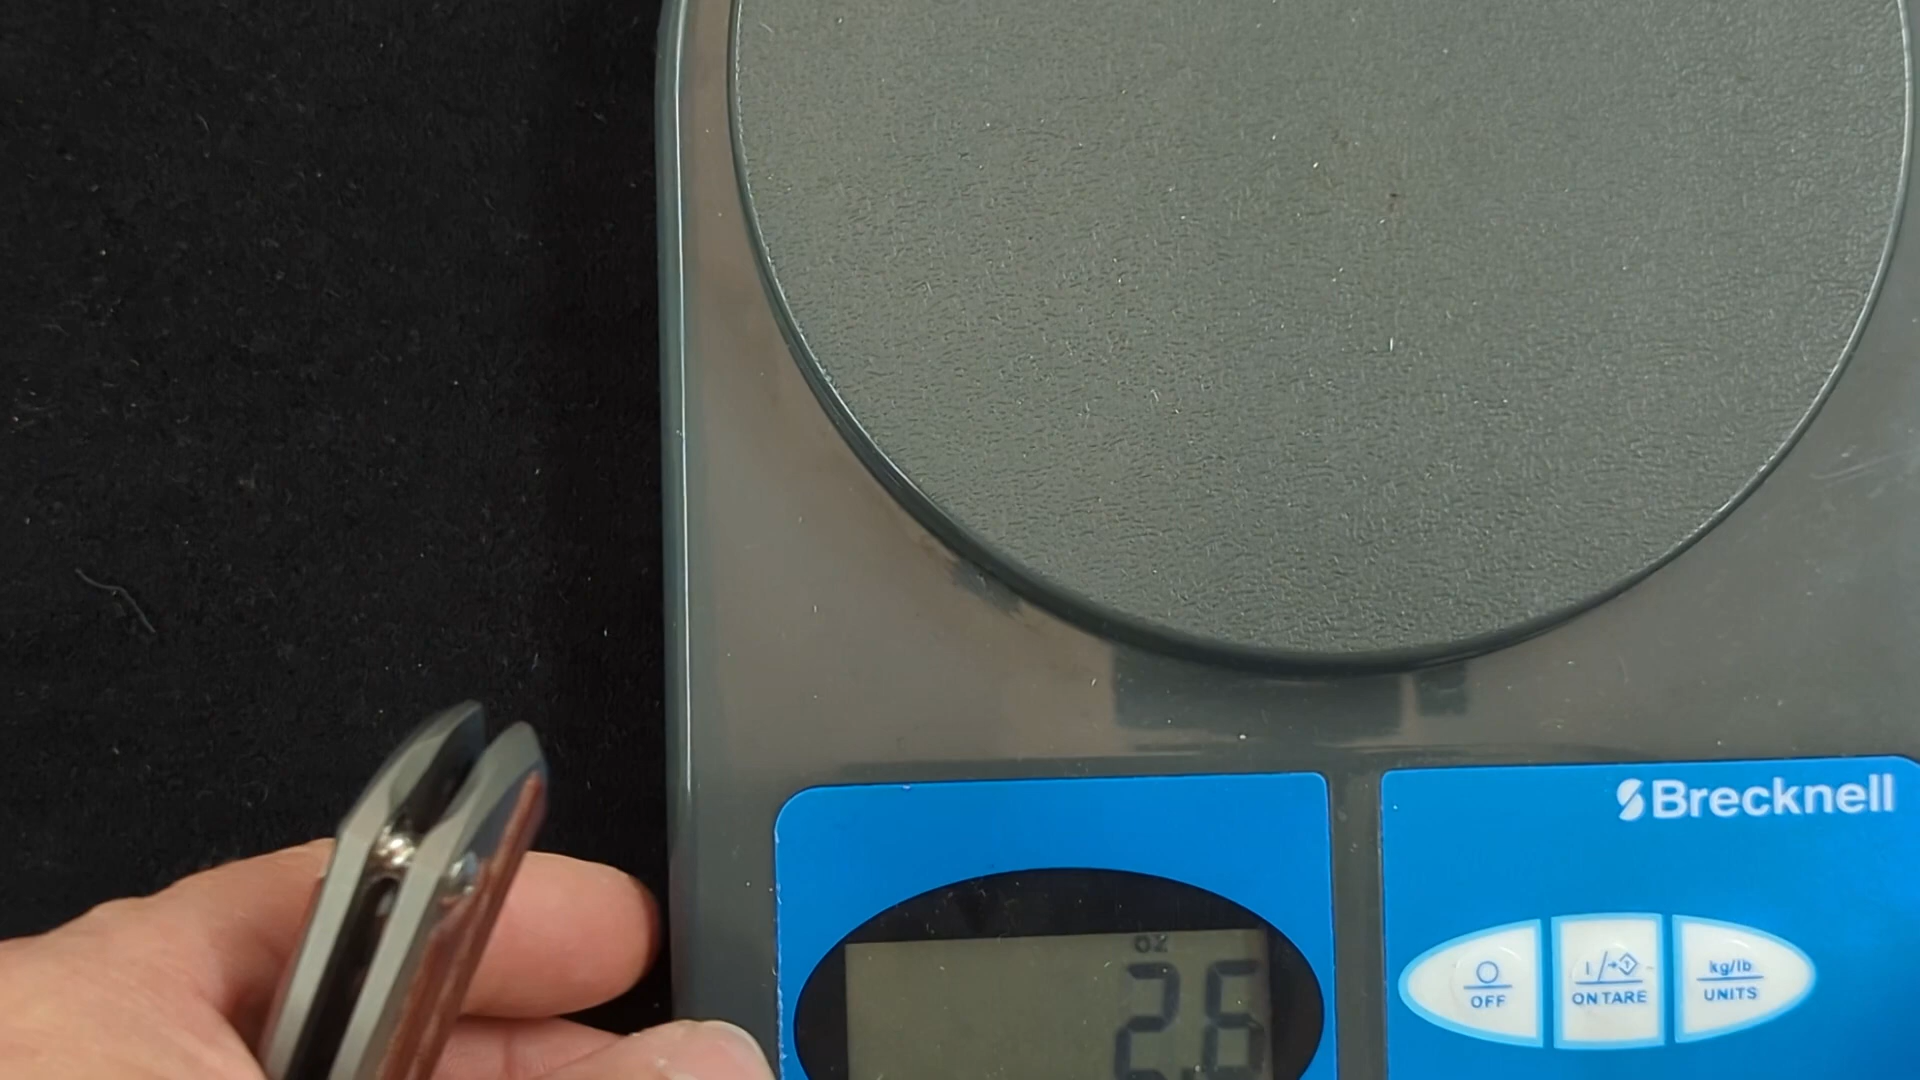 Brecknell
oz
2.6
OFF
ON TARE
kg/lb
UNITS